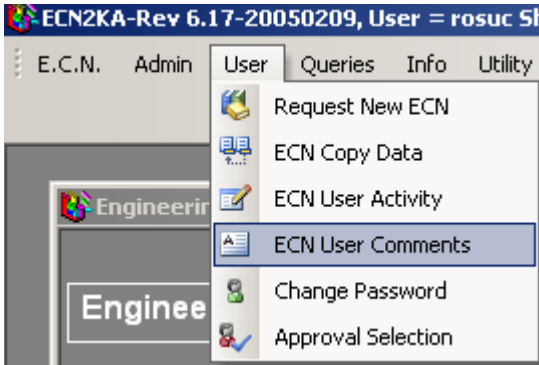 ECN2KA-Rev 6.17-20050209, User = rosuc
E.C.N. Admin User Queries Info Utility
Request New ECN
ECN Copy Data
ECN User Activity
ECN User Comments
Change Password
Approval Selection